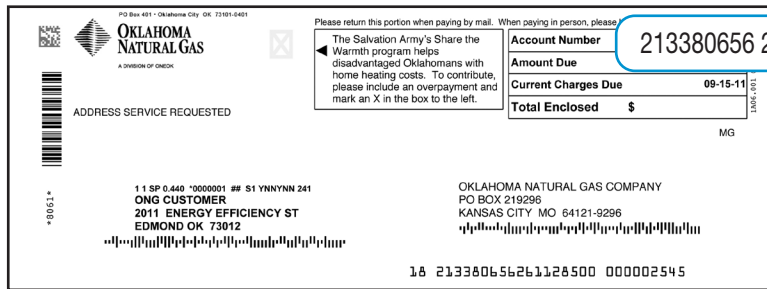 PO Box 401 • Oklahoma City OK 73101-0401
OKLAHOMA
NATURAL GAS
A DIVISION OF ONEOK
ADDRESS SERVICE REQUESTED
Please return this portion when paying by mail. When paying in person, please
The Salvation Army's Share the
Warmth program helps
disadvantaged Oklahomans with
home heating costs. To contribute,
please include an overpayment and
mark an X in the box to the left.
Account Number
213380656 2
Amount Due
Current Charges Due 09-15-11
Total Enclosed $
1A06.001
MG
*8061*
1 1 SP 0.440 *0000001 ## S1 YNNYNN 241
ONG CUSTOMER
2011 ENERGY EFFICIENCY ST
EDMOND OK 73012
OKLAHOMA NATURAL GAS COMPANY
PO BOX 219296
KANSAS CITY MO 64121-9296
18 213380656261128500 000002545